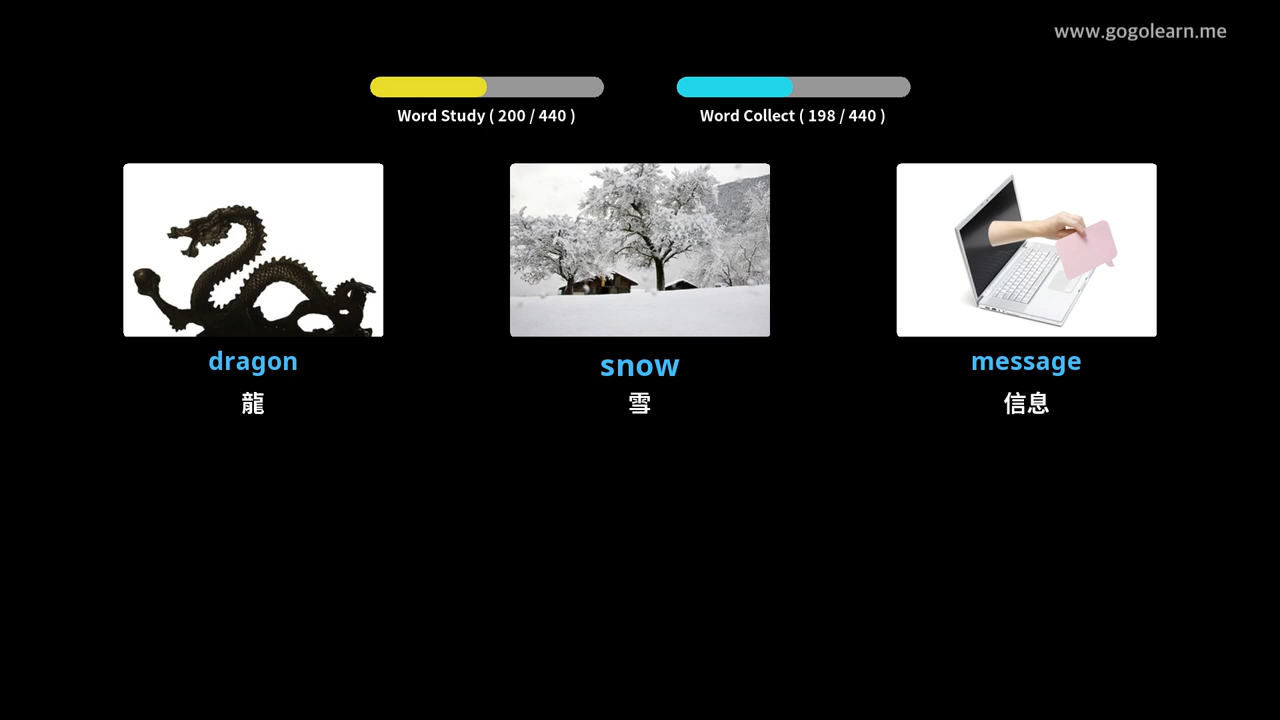 www.gogolearn.me
Word Study ( 200 / 440 )
Word Collect ( 198 / 440 )
dragon
snow
message
龍
雪
信息